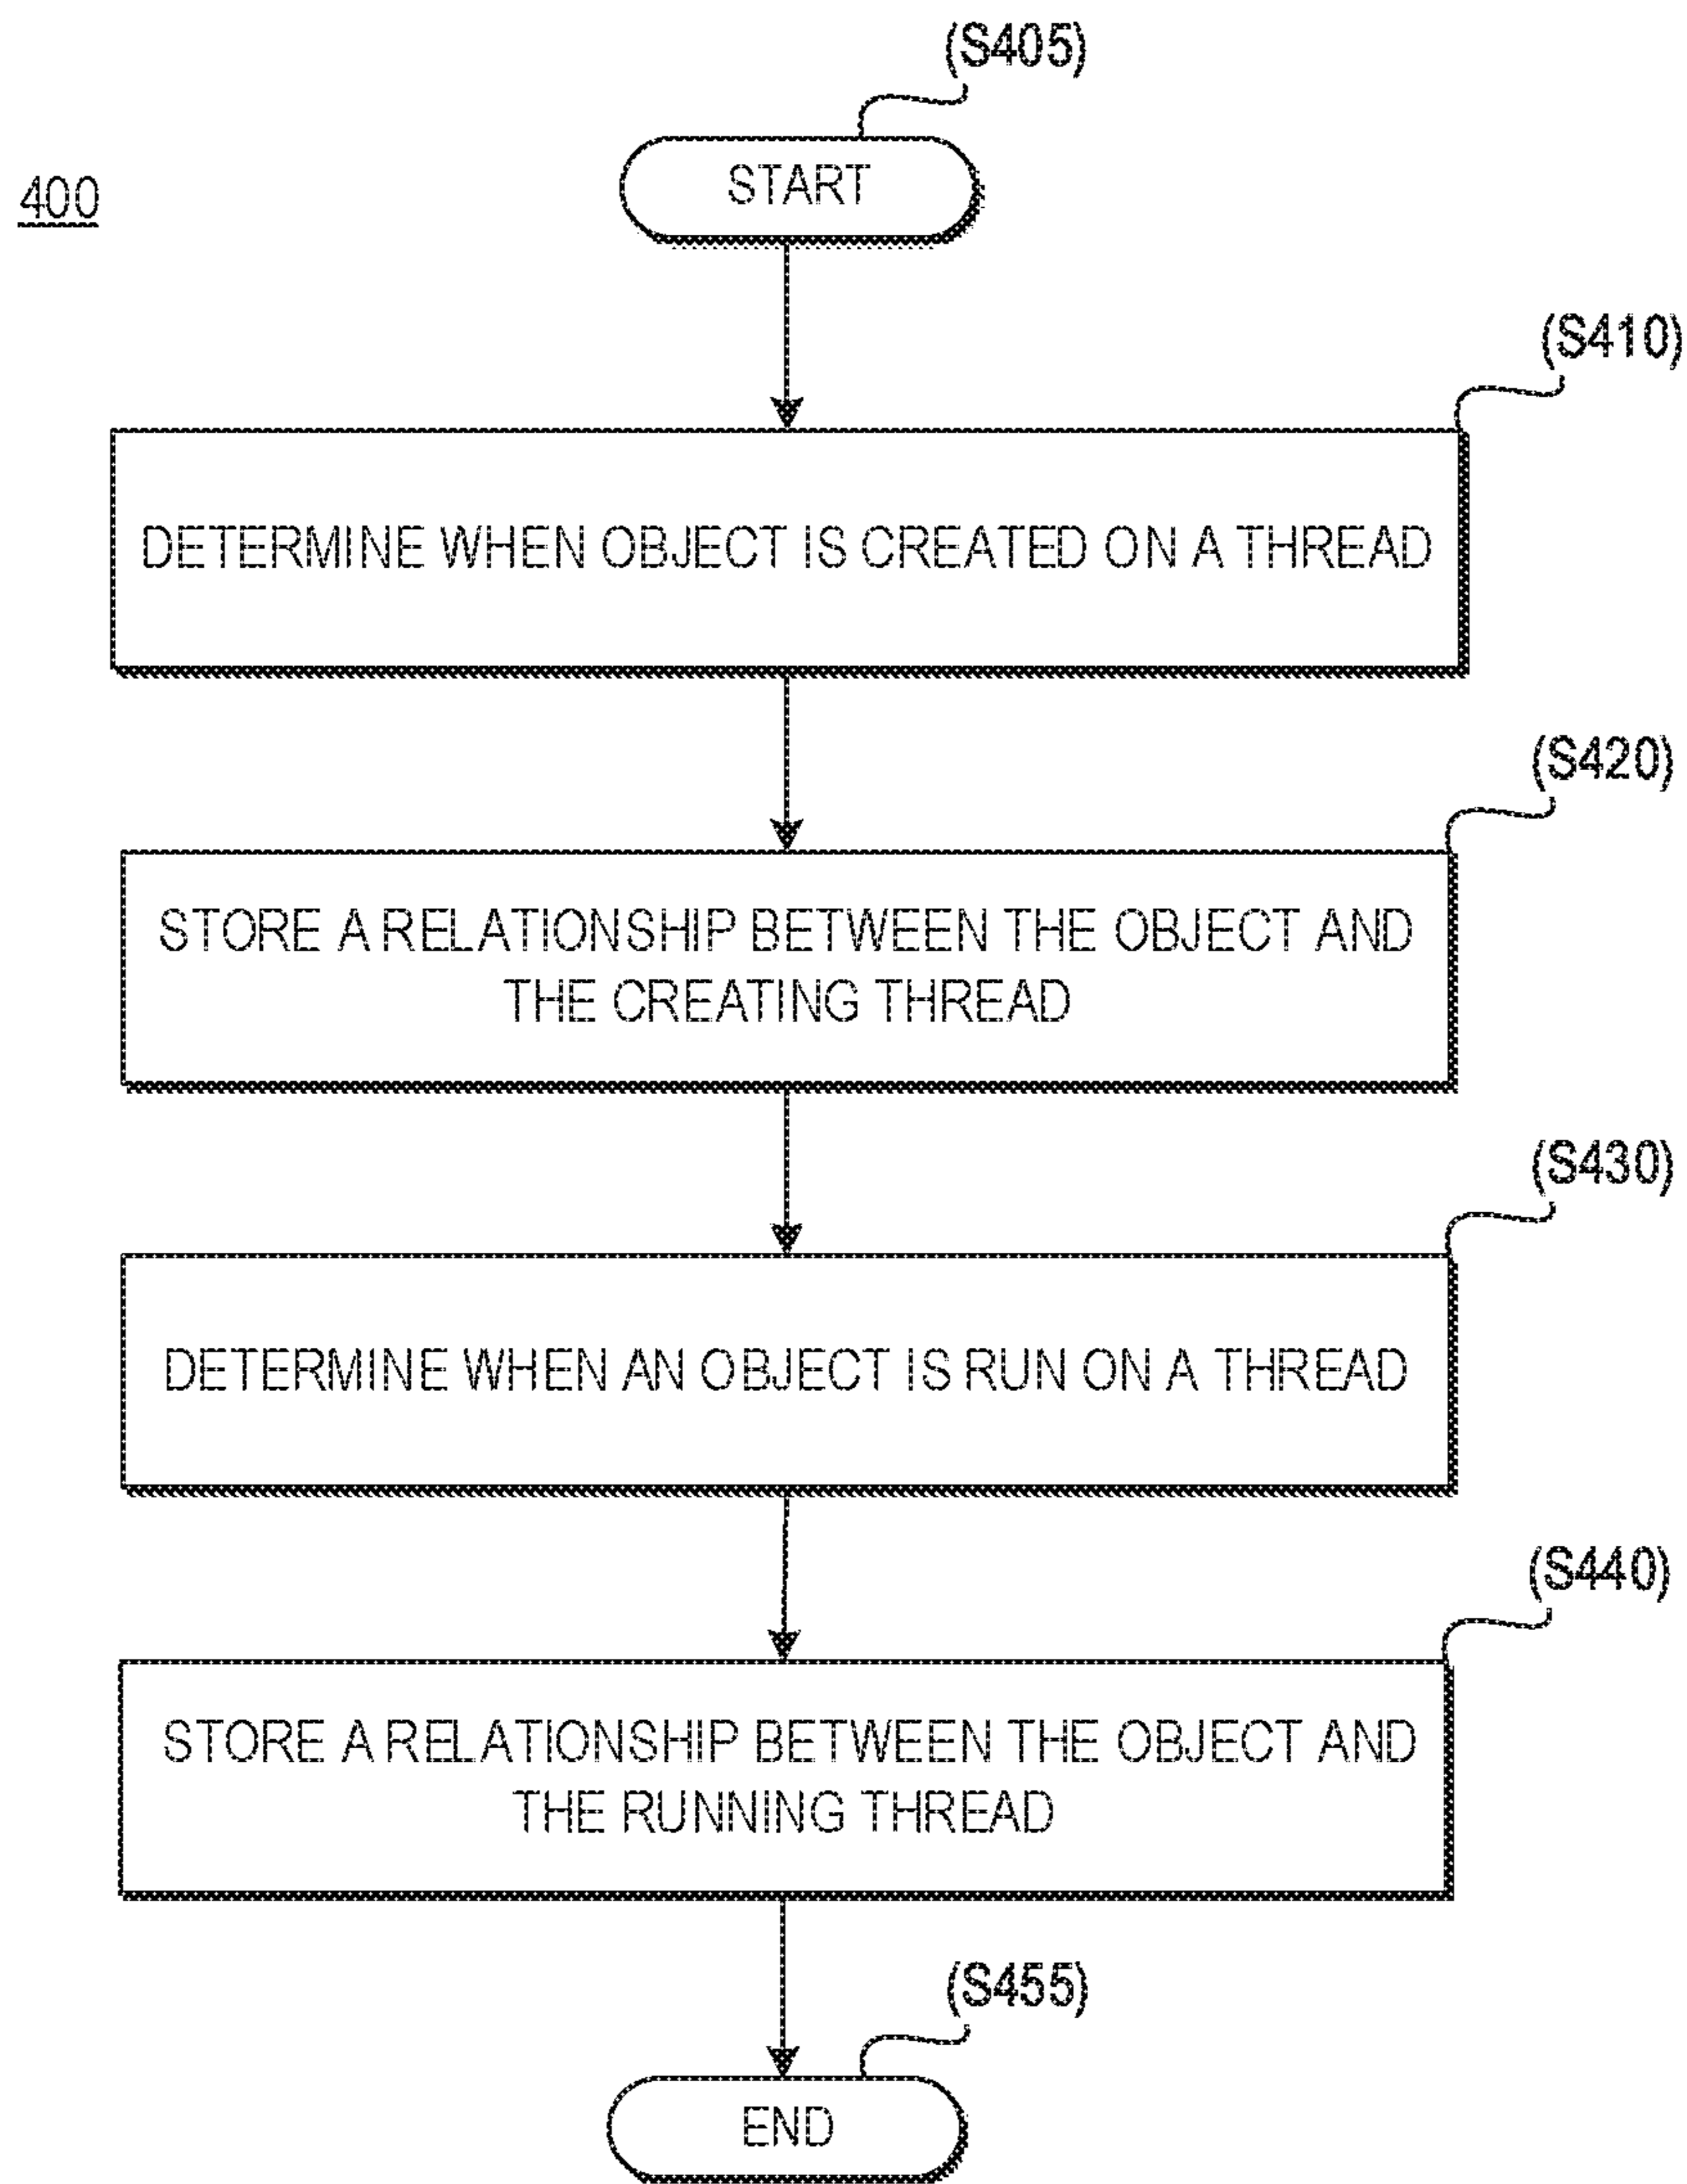 (S405)
START
400
(S410)
DETERMINE WHEN OBJECT IS CREATED ON A THREAD
(S420)
STORE A RELATIONSHIP BETWEEN THE OBJECT AND
THE CREATING THREAD
(S430)
DETERMINE WHEN AN OBJECT IS RUN ON A THREAD
(S440)
STORE A RELATIONSHIP BETWEEN THE OBJECT AND
THE RUNNING THREAD
(S455)
END